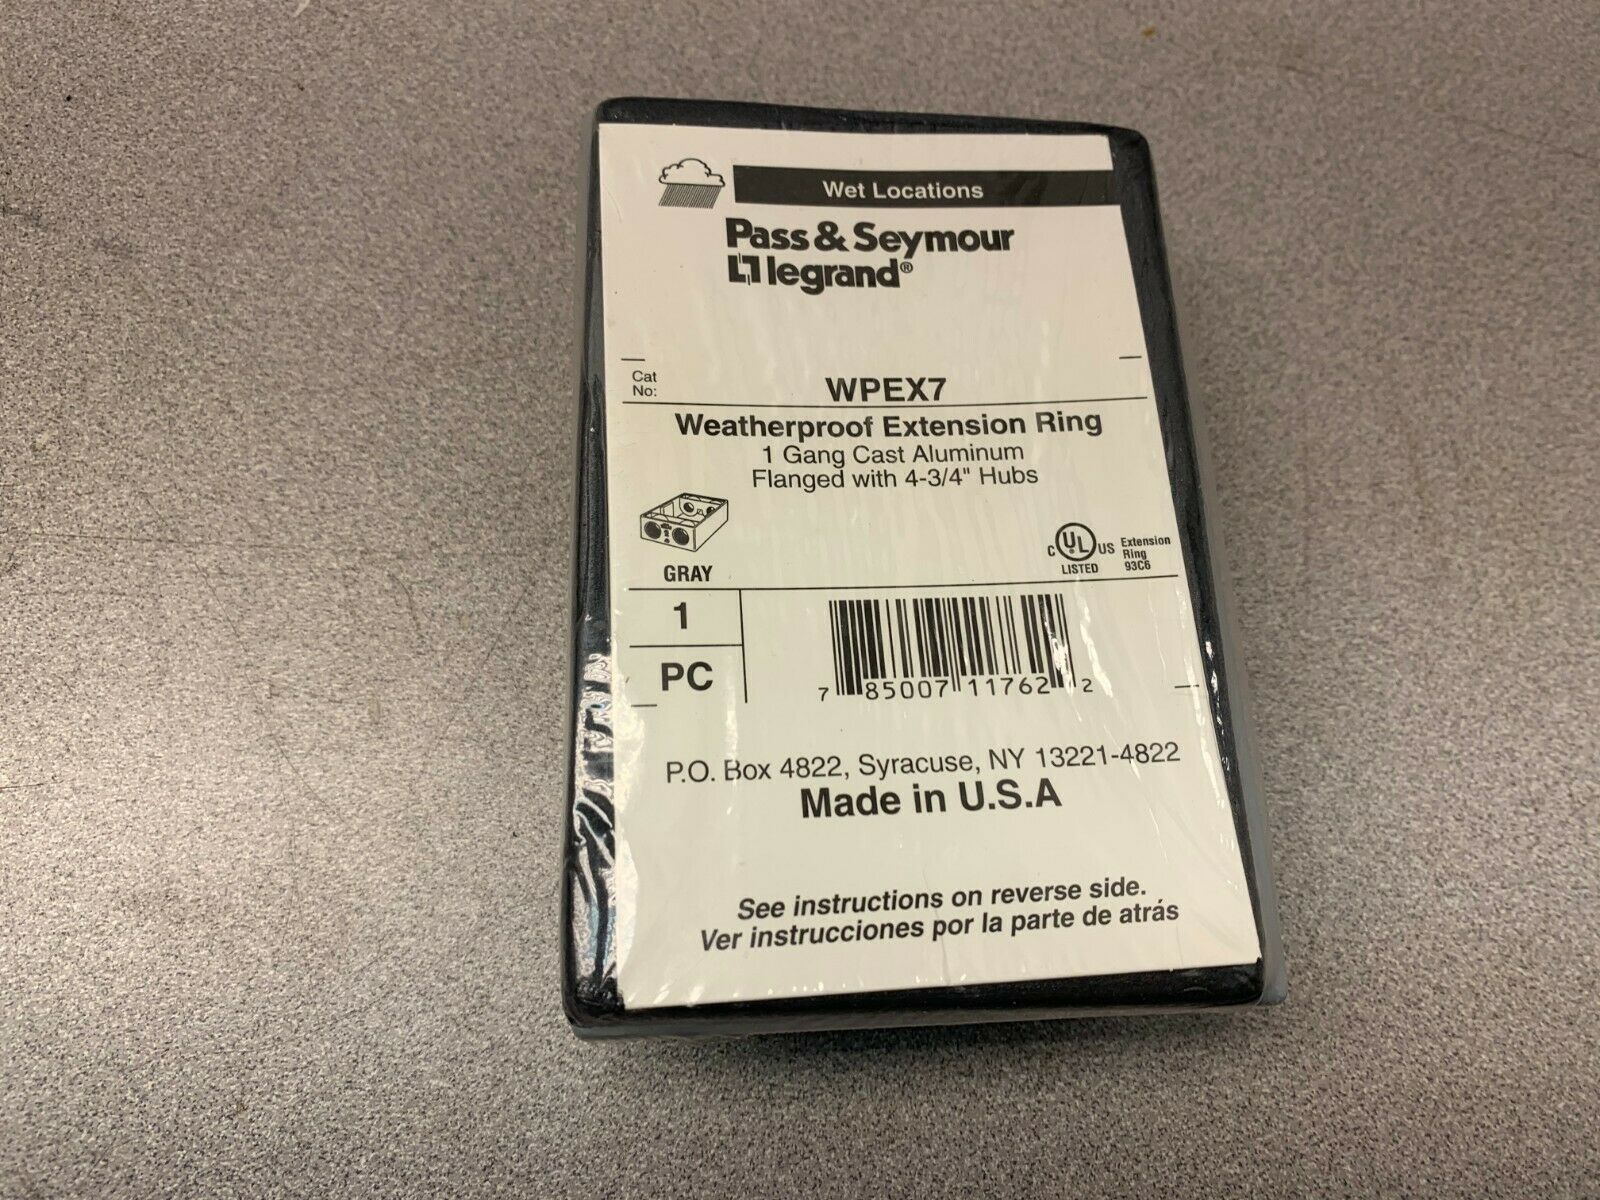 Wet Locations
Pass & Seymour
legrand®
Cat
No:
WPEX7
Weatherproof Extension Ring
1 Gang Cast Aluminum
Flanged with 4-3/4" Hubs
GRAY
C UL US
LISTED
Extension
Ring
93C6
1
PC
7 85007 11762 2
P.O. Box 4822, Syracuse, NY 13221-4822
Made in U.S.A
See instructions on reverse side.
Ver instrucciones por la parte de atrás